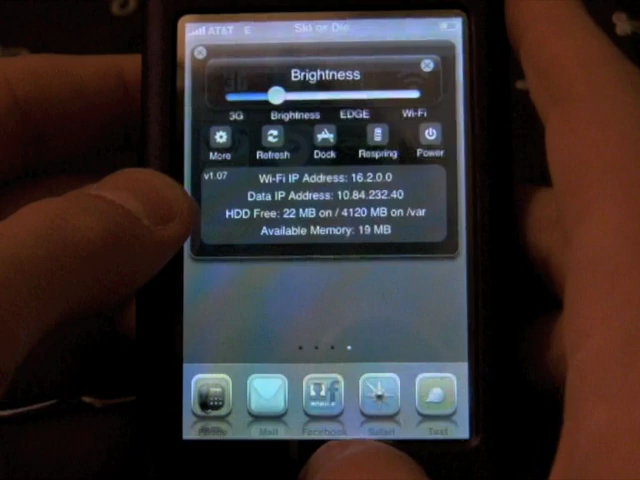 AT&T E Ski or Die
Brightness
3G Brightness EDGE Wi-Fi
More Refresh Dock Respring Power
v1.07
Wi-Fi IP Address: 16.2.0.0
Data IP Address: 10.84.232.40
HDD Free: 22 MB on / 4120 MB on /var
Available Memory: 19 MB
Phone Mail Facebook Safari Text